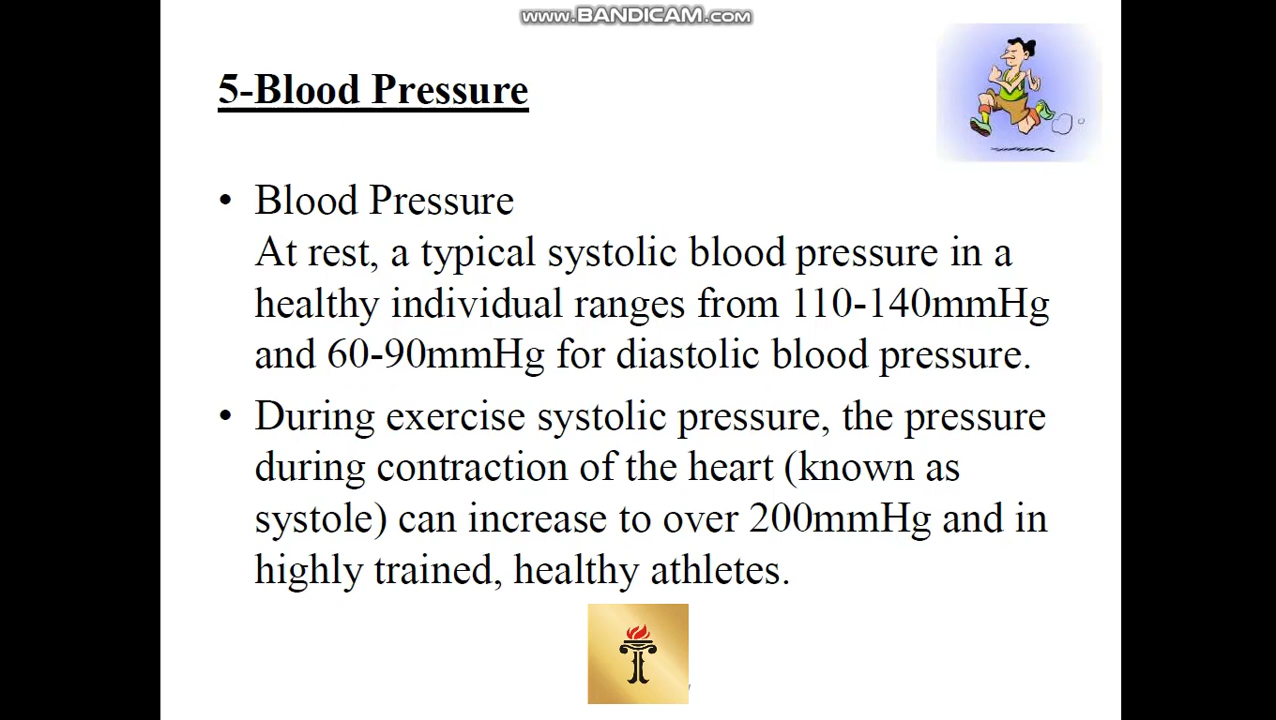 www.BANDICAM.com
5-Blood Pressure
• Blood Pressure
At rest, a typical systolic blood pressure in a
healthy individual ranges from 110-140mmHg
and 60-90mmHg for diastolic blood pressure.
• During exercise systolic pressure, the pressure
during contraction of the heart (known as
systole) can increase to over 200mmHg and in
highly trained, healthy athletes.